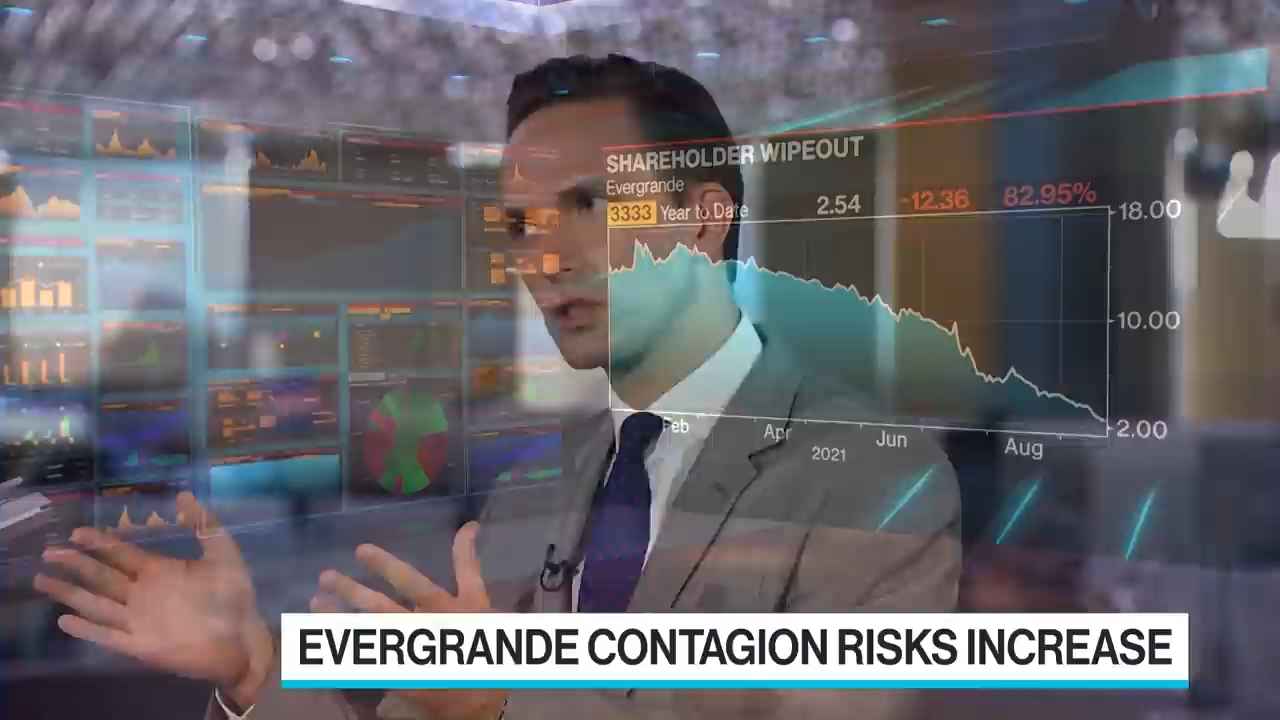 SHAREHOLDER WIPEOUT
Evergrande
3333 Year to Date 2.54 -12.36 82.95%
18.00
10.00
2.00
Feb Apr Jun Aug
2021
EVERGRANDE CONTAGION RISKS INCREASE